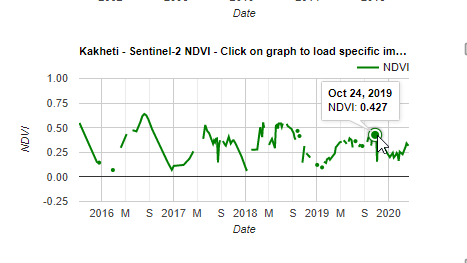 Date
Kakheti - Sentinel-2 NDVI - Click on graph to load specific im…
NDVI
1.00
Oct 24, 2019
NDVI: 0.427
0.75
0.50
NDVI
0.25
0.00
-0.25
2016 M S 2017 M S 2018 M S 2019 M S 2020
Date